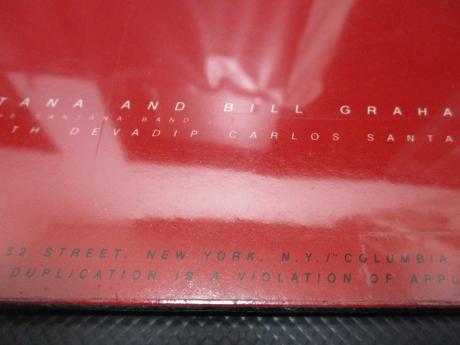 TANA AND BILL GRAHA
SANTANA BAND
TH DEVADIP CARLOS SANTA
52 STREET, NEW YORK, N.Y./"COLUMBIA
DUPLICATION IS A VIOLATION OF APPL